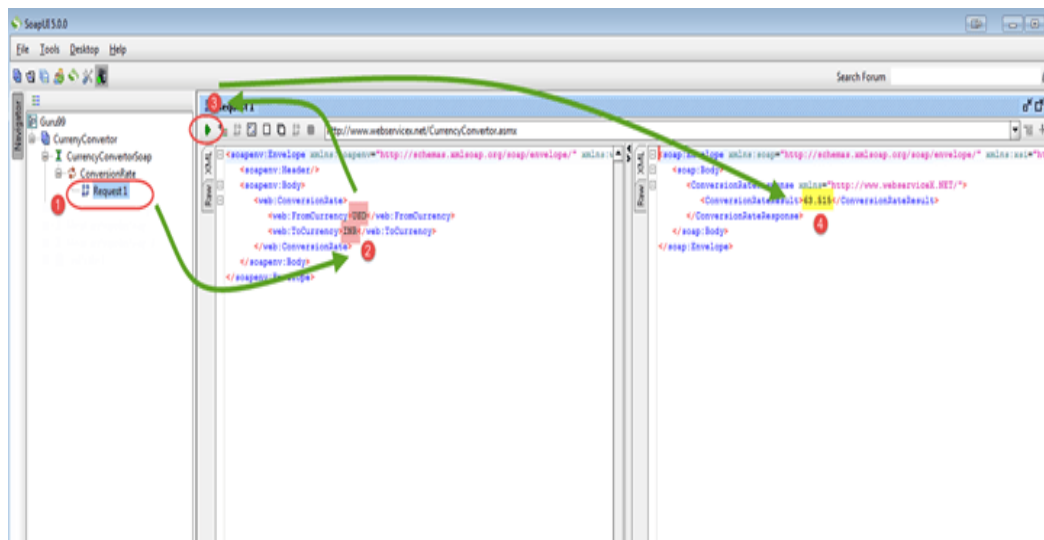 SoapUI 5.0.0
File Tools Desktop Help
Search Forum
Navigator
Guru99
CurrenyConvertor
CurrencyConvertorSoap
ConversionRate
Request 1
1
3
Request 1
http://www.webservicex.net/CurrencyConvertor.asmx
XML
Raw
<soapenv:Envelope xmlns:soapenv="http://schemas.xmlsoap.org/soap/envelope/" xmlns:
<soapenv:Header/>
<soapenv:Body>
<web:ConversionRate>
<web:FromCurrency>USD</web:FromCurrency>
<web:ToCurrency>INR</web:ToCurrency>
</web:ConversionRate>
</soapenv:Body>
</soapenv:Envelope>
2
XML
Raw
<soap:Envelope xmlns:soap="http://schemas.xmlsoap.org/soap/envelope/" xmlns:xsi="
<soap:Body>
<ConversionRateResponse xmlns="http://www.webserviceX.NET/">
<ConversionRateResult>63.515</ConversionRateResult>
</ConversionRateResponse>
</soap:Body>
</soap:Envelope>
4